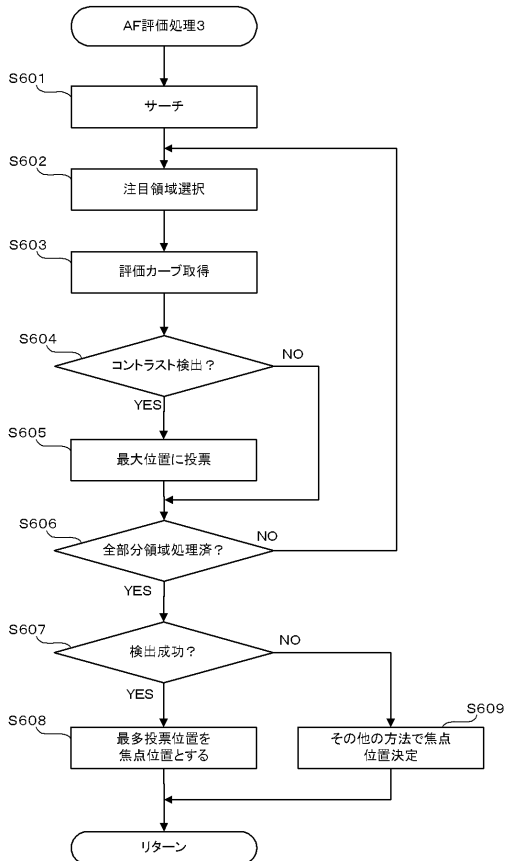 AF評価処理3
S601
サーチ
S602
注目領域選択
S603
評価カーブ取得
S604
コントラスト検出？
NO
YES
S605
最大位置に投票
S606
全部分領域処理済？
NO
YES
S607
検出成功？
NO
YES
S608
最多投票位置を
焦点位置とする
S609
その他の方法で焦点
位置決定
リターン